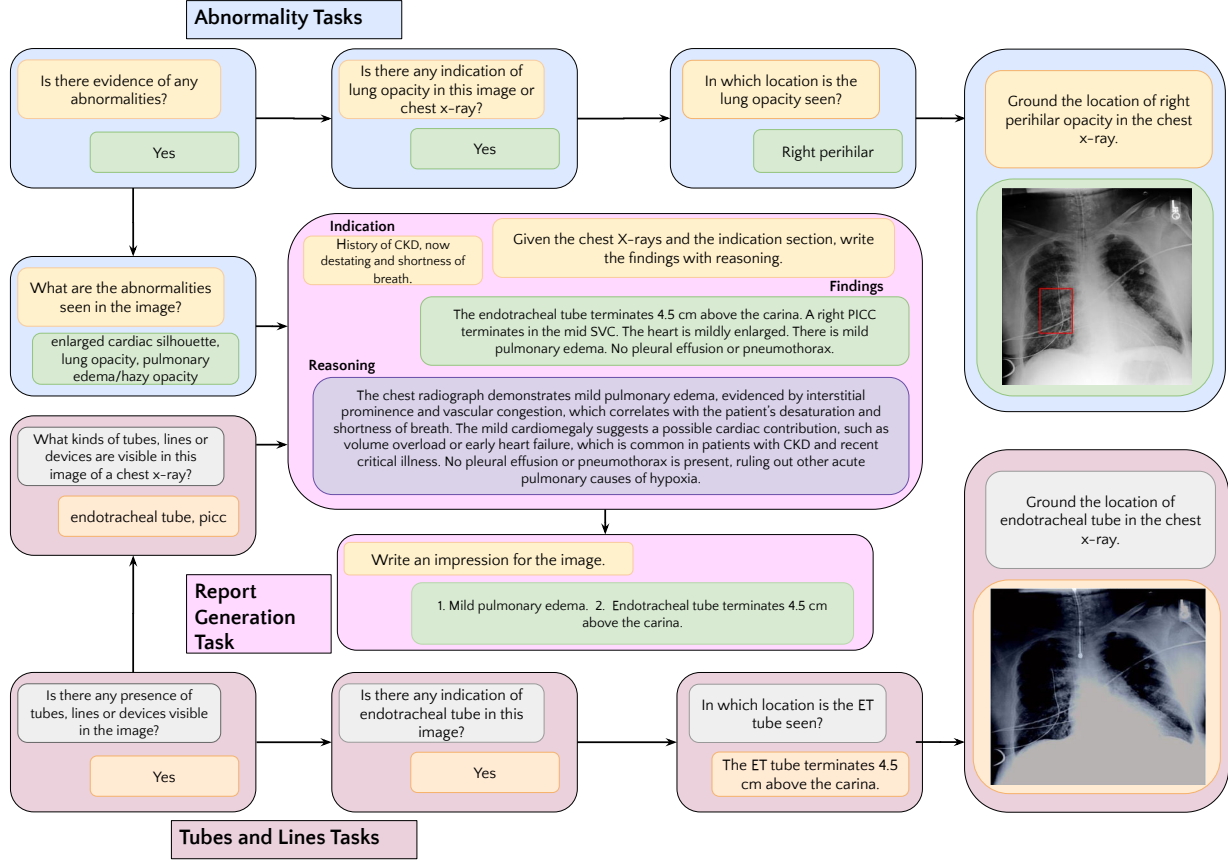 Abnormality Tasks
Is there evidence of any
abnormalities?
Yes
Is there any indication of
lung opacity in this image or
chest x-ray?
Yes
In which location is the
lung opacity seen?
Right perihilar
Ground the location of right
perihilar opacity in the chest
x-ray.
What are the abnormalities
seen in the image?
enlarged cardiac silhouette,
lung opacity, pulmonary
edema/hazy opacity
Indication
History of CKD, now
destating and shortness of
breath.
Given the chest X-rays and the indication section, write
the findings with reasoning.
Findings
The endotracheal tube terminates 4.5 cm above the carina. A right PICC
terminates in the mid SVC. The heart is mildly enlarged. There is mild
pulmonary edema. No pleural effusion or pneumothorax.
Reasoning
The chest radiograph demonstrates mild pulmonary edema, evidenced by interstitial
prominence and vascular congestion, which correlates with the patient's desaturation and
shortness of breath. The mild cardiomegaly suggests a possible cardiac contribution, such as
volume overload or early heart failure, which is common in patients with CKD and recent
critical illness. No pleural effusion or pneumothorax is present, ruling out other acute
pulmonary causes of hypoxia.
What kinds of tubes, lines or
devices are visible in this
image of a chest x-ray?
endotracheal tube, picc
Write an impression for the image.
1. Mild pulmonary edema. 2. Endotracheal tube terminates 4.5 cm
above the carina.
Report
Generation
Task
Is there any presence of
tubes, lines or devices visible
in the image?
Yes
Is there any indication of
endotracheal tube in this
image?
Yes
In which location is the ET
tube seen?
The ET tube terminates 4.5
cm above the carina.
Ground the location of
endotracheal tube in the chest
x-ray.
Tubes and Lines Tasks